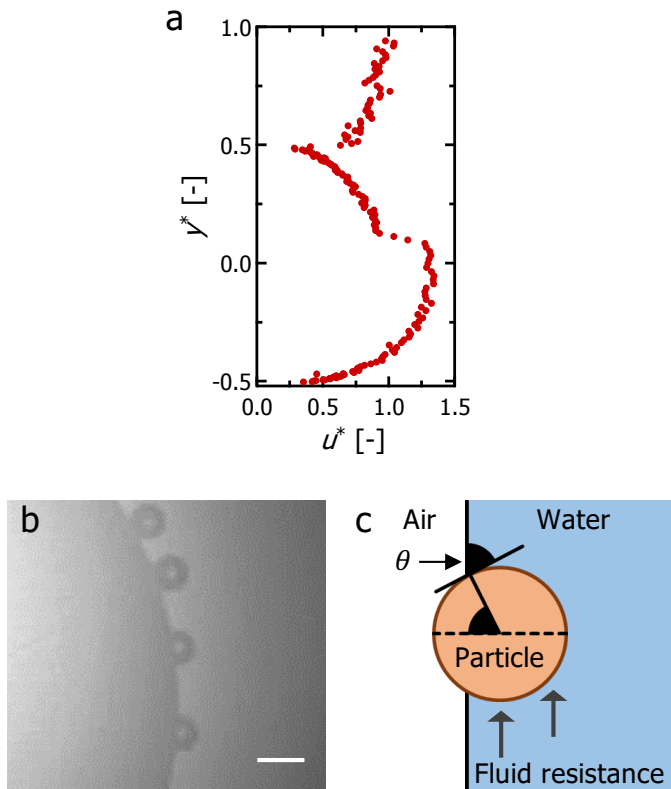 a
1.0
0.5
0.0
-0.5
y* [-]
0.0 0.5 1.0 1.5
u* [-]
b
c
Air Water
θ
Particle
Fluid resistance